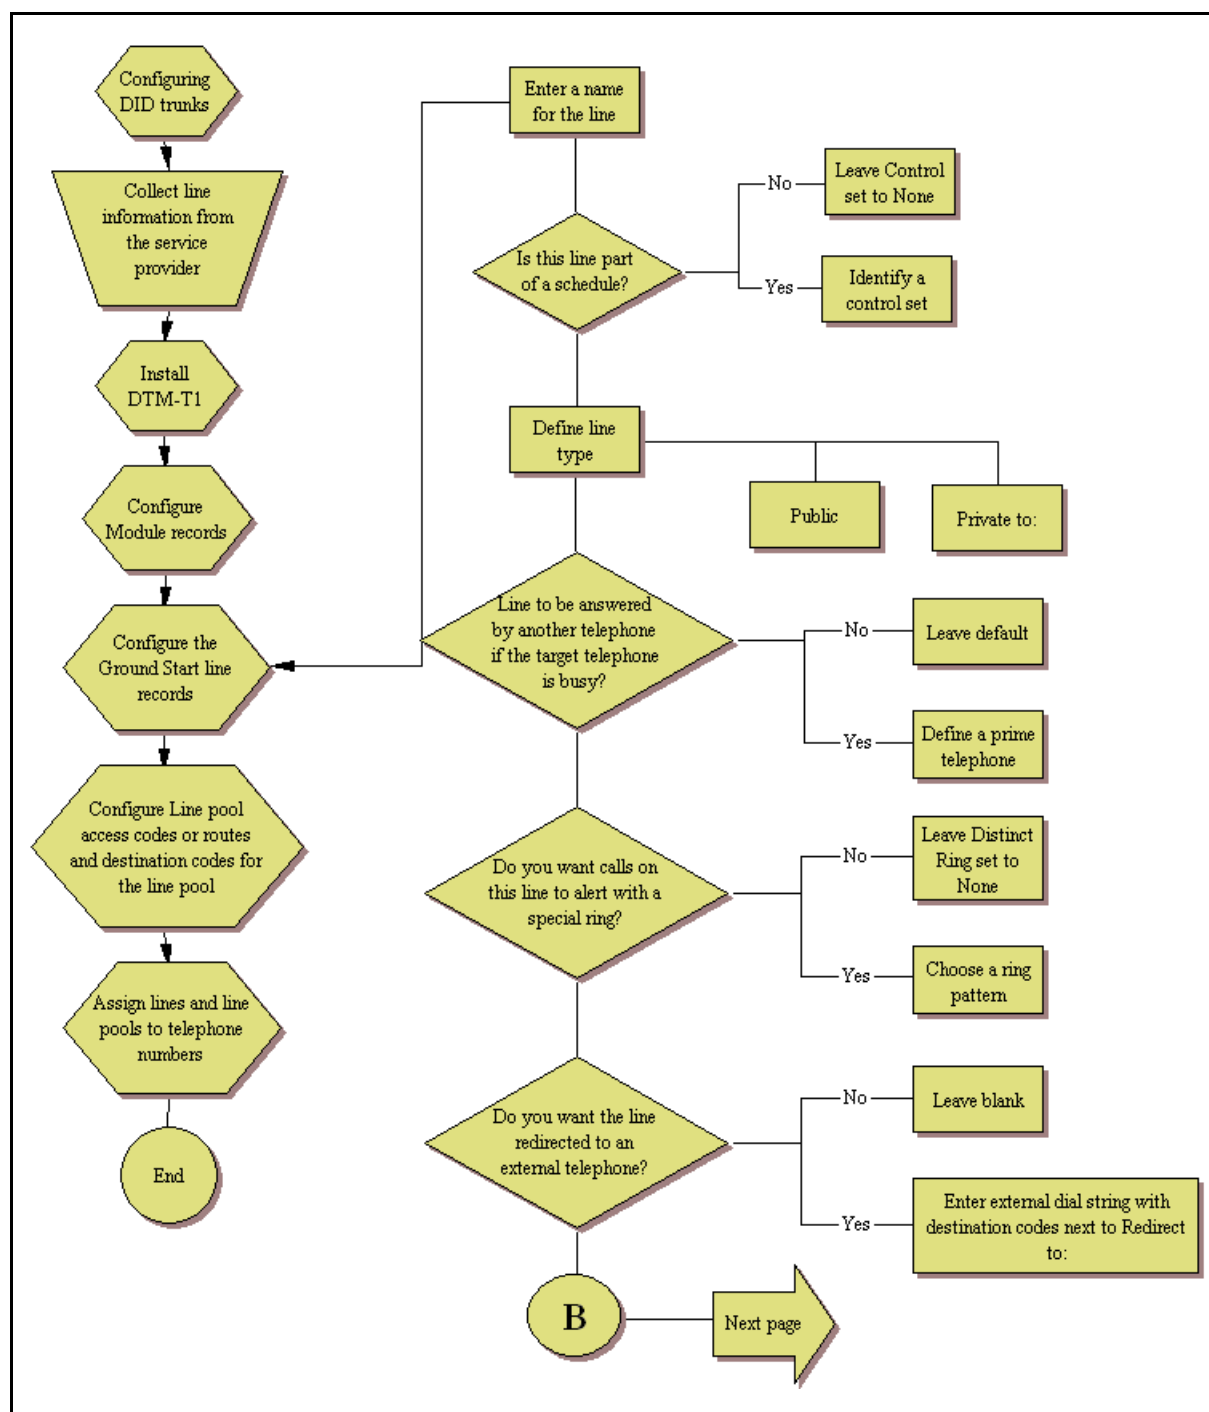 Configuring
DID trunks
Collect line
information from
the service
provider
Install
DTM-T1
Configure
Module records
Configure the
Ground Start line
records
Configure Line pool
access codes or routes
and destination codes for
the line pool
Assign lines and line
pools to telephone
numbers
End
Enter a name
for the line
Is this line part
of a schedule?
No
Leave Control
set to None
Yes
Identify a
control set
Define line
type
Public
Private to:
Line to be answered
by another telephone
if the target telephone
is busy?
No
Leave default
Yes
Define a prime
telephone
Do you want calls on
this line to alert with a
special ring?
No
Leave Distinct
Ring set to
None
Yes
Choose a ring
pattern
Do you want the line
redirected to an
external telephone?
No
Leave blank
Yes
Enter external dial string with
destination codes next to Redirect
to:
B
Next page